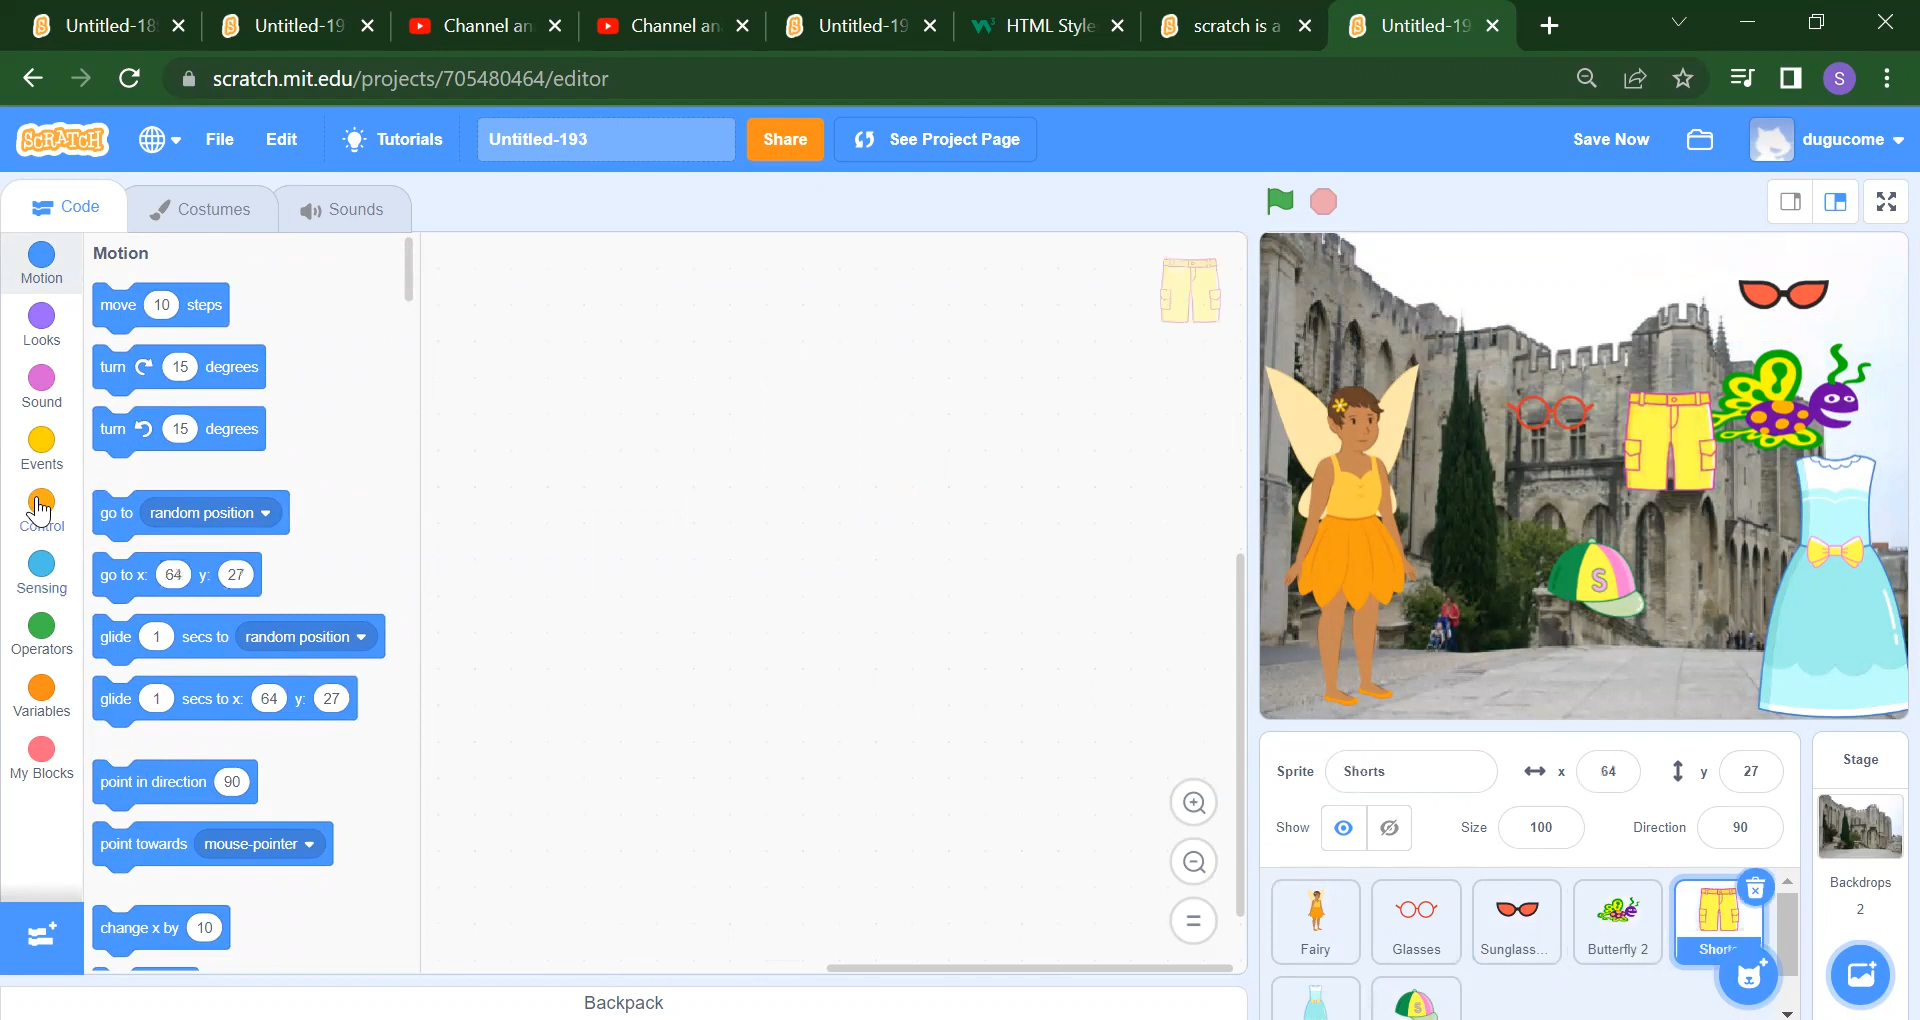 Untitled-18
Untitled-19
Channel an
Channel an
Untitled-19
HTML Style
scratch is a
Untitled-19
scratch.mit.edu/projects/705480464/editor
S
SCRATCH
File
Edit
Tutorials
Untitled-193
Share
See Project Page
Save Now
dugucome
Code
Costumes
Sounds
Motion
Looks
Sound
Events
Control
Sensing
Operators
Variables
My Blocks
Motion
move 10 steps
turn 15 degrees
turn 15 degrees
go to random position
go to x: 64 y: 27
glide 1 secs to random position
glide 1 secs to x: 64 y: 27
point in direction 90
point towards mouse-pointer
change x by 10
Backpack
S
Sprite Shorts x 64 y 27
Show Size 100 Direction 90
Fairy
Glasses
Sunglass...
Butterfly 2
Short
Stage
Backdrops
2